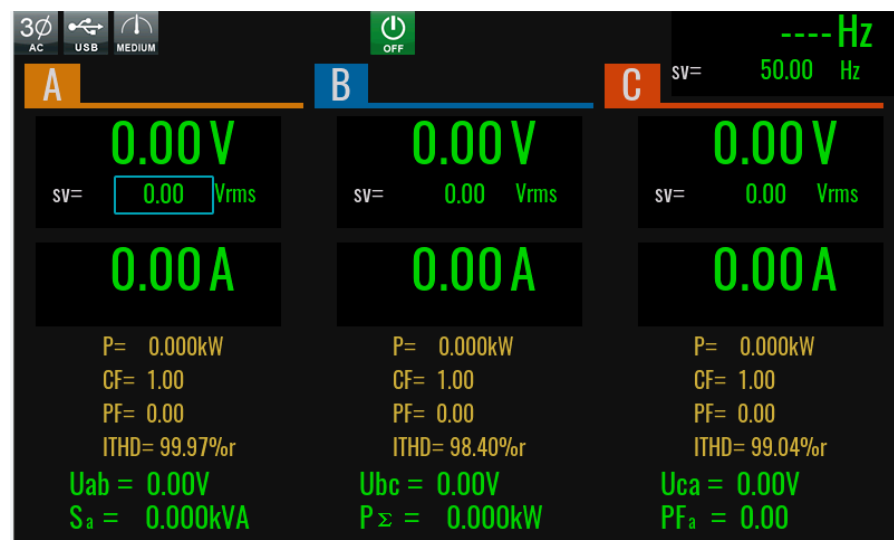 3Ø AC USB MEDIUM OFF ---- Hz
sv= 50.00 Hz
A B C
0.00 V 0.00 V 0.00 V
sv= 0.00 Vrms sv= 0.00 Vrms sv= 0.00 Vrms
0.00 A 0.00 A 0.00 A
P= 0.000kW P= 0.000kW P= 0.000kW
CF= 1.00 CF= 1.00 CF= 1.00
PF= 0.00 PF= 0.00 PF= 0.00
ITHD= 99.97%r ITHD= 98.40%r ITHD= 99.04%r
Uab = 0.00V Ubc = 0.00V Uca = 0.00V
Sa = 0.000kVA PΣ = 0.000kW PFa = 0.00